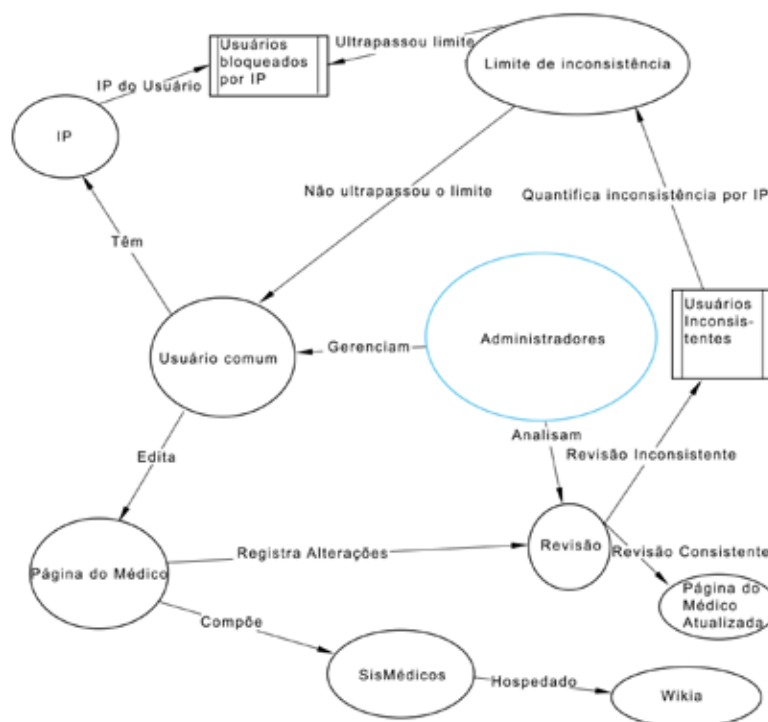 Usuários
bloqueados
por IP
Ultrapassou limite
Limite de inconsistência
IP do Usuário
IP
Não ultrapassou o limite
Quantifica inconsistência por IP
Têm
Usuários
Inconsis-
tentes
Administradores
Gerenciam
Usuário comum
Analisam
Edita
Revisão Inconsistente
Registra Alterações
Revisão
Revisão Consistente
Página do Médico
Página do
Médico
Atualizada
Compõe
SisMédicos
Hospedado
Wikia